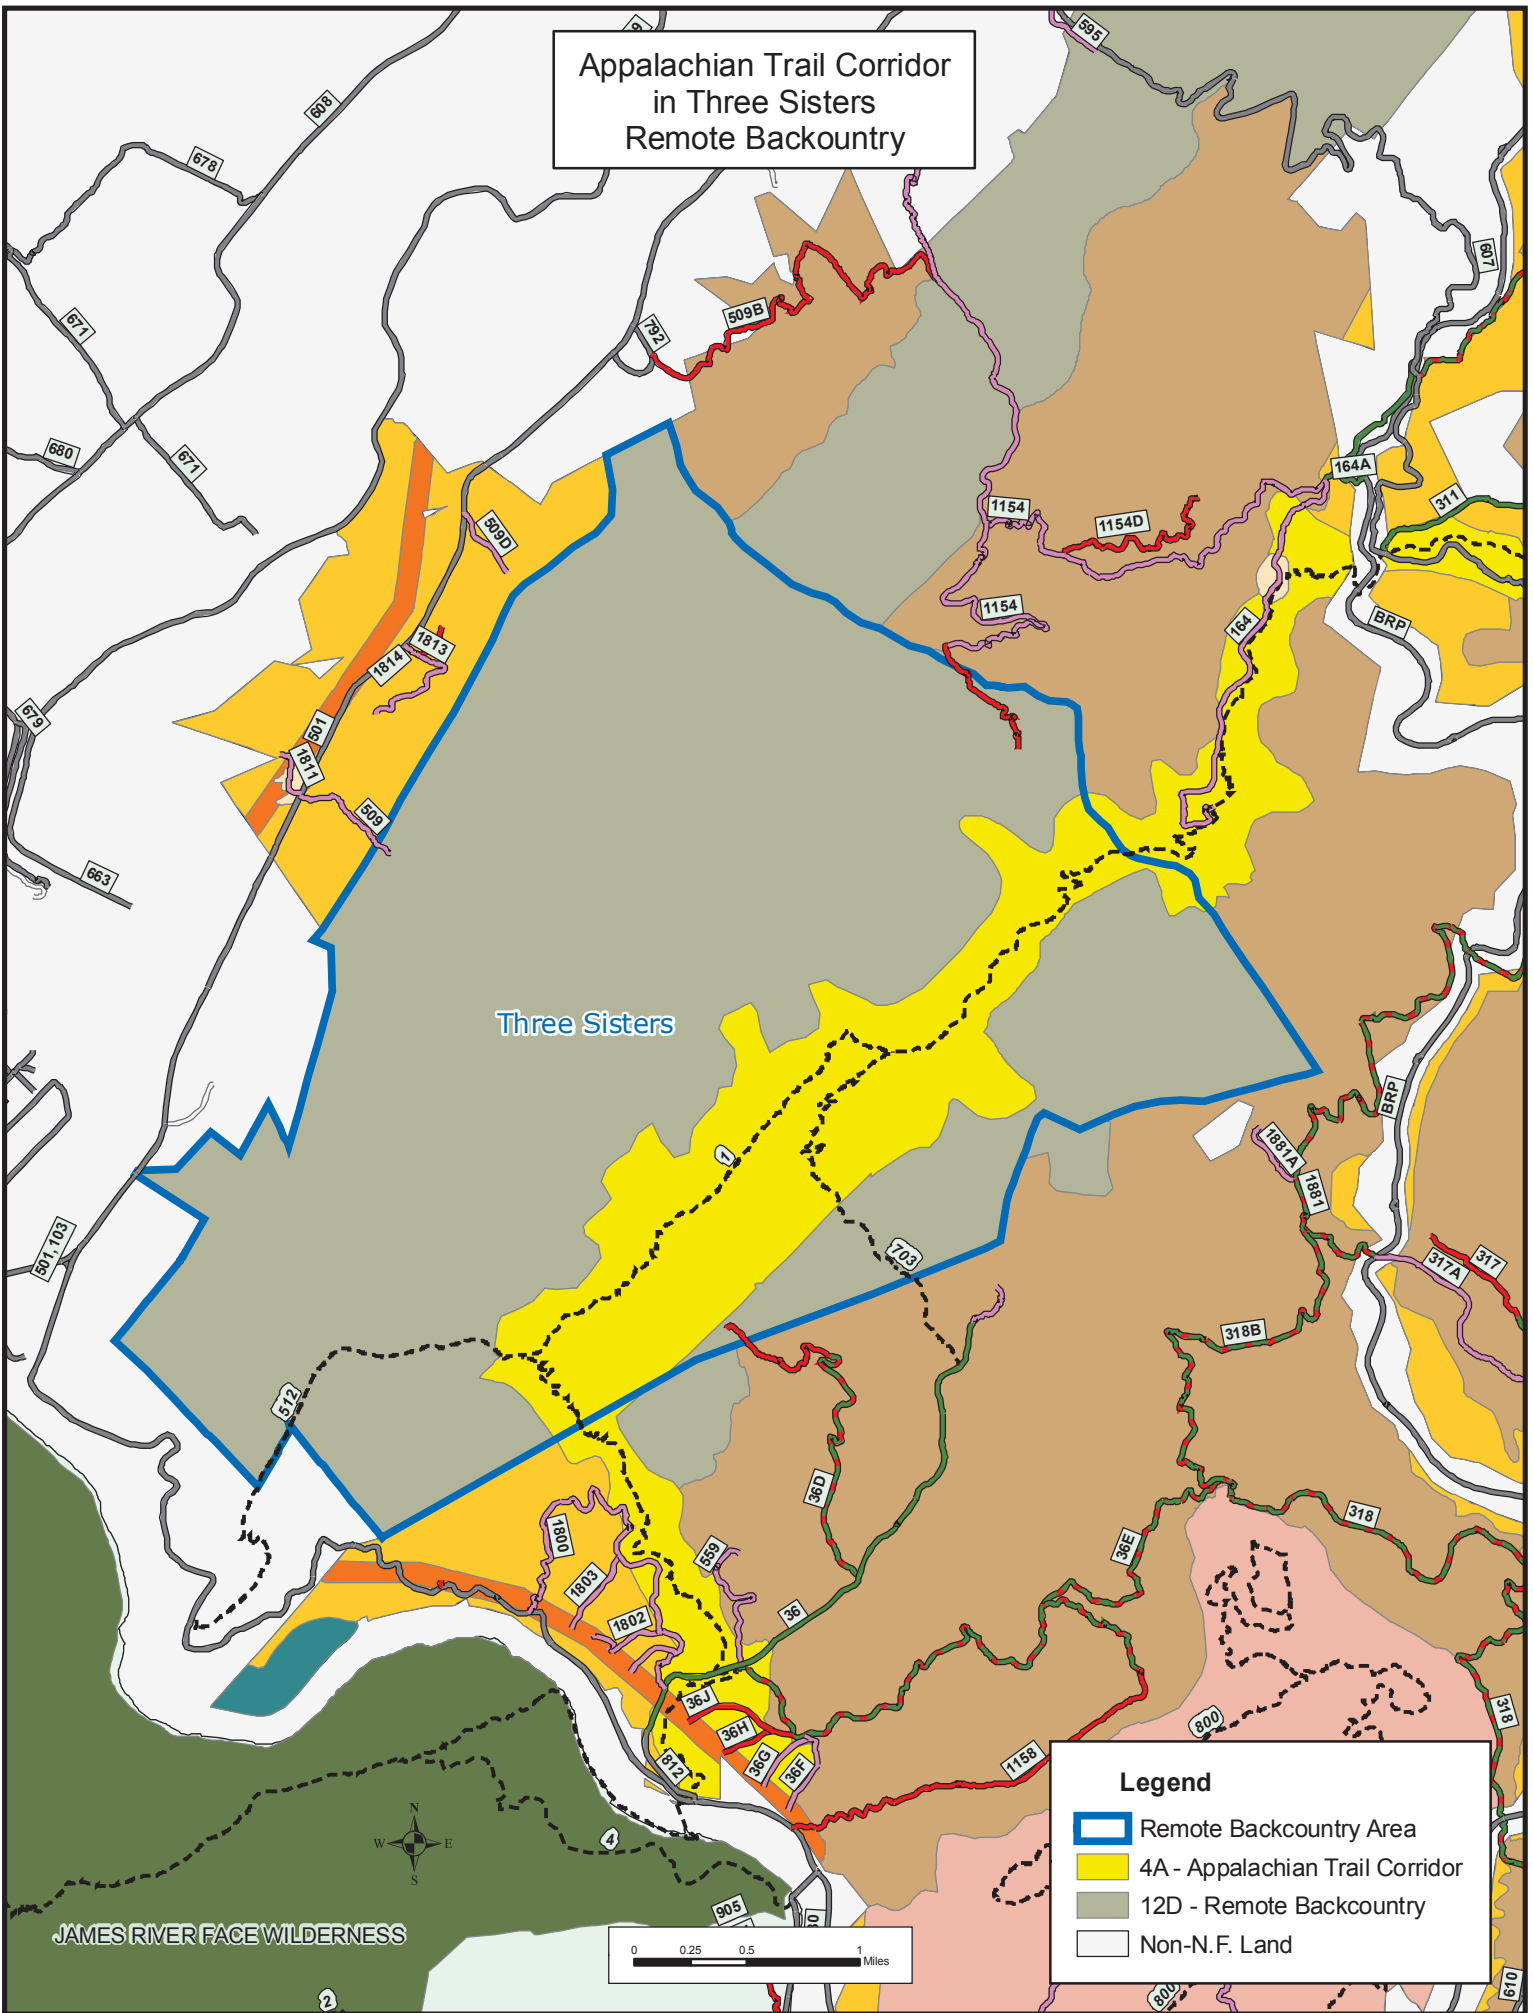 Appalachian Trail Corridor
in Three Sisters
Remote Backountry
595
608
678
607
671
509B
792
680
671
164A
311
1154
1154D
509D
1154
164
BRP
1813
1814
679
501
1811
509
663
Three Sisters
BRP
1
1881A
1881
501, 103
703
317A
317
318B
512
36D
318
1800
559
36E
1803
36
1802
36J
318
800
36H
812
36G
36F
1158
Legend
Remote Backcountry Area
4A - Appalachian Trail Corridor
12D - Remote Backcountry
Non-N.F. Land
N
W
E
S
4
905
JAMES RIVER FACE WILDERNESS
0
0.25
0.5
1
Miles
2
800
610